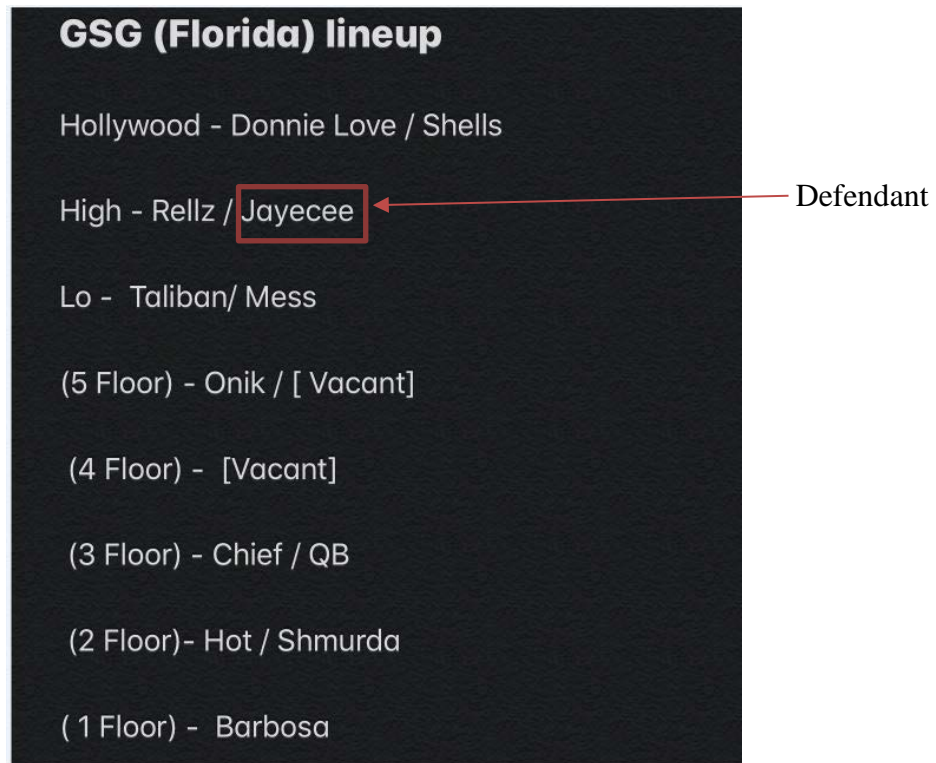 GSG (Florida) lineup
Hollywood - Donnie Love / Shells
High - Rellz / Jayecee
Defendant
Lo -  Taliban/ Mess
(5 Floor) - Onik / [ Vacant]
(4 Floor) -  [Vacant]
(3 Floor) - Chief / QB
(2 Floor)- Hot / Shmurda
( 1 Floor) -  Barbosa